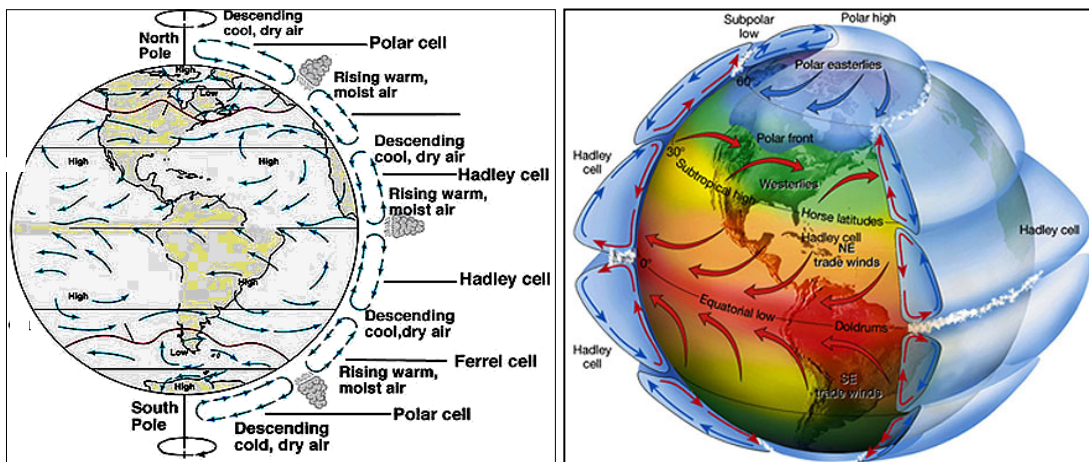 Descending
cool, dry air
North
Pole
Polar cell
High
Low
Rising warm,
moist air
Descending
cool, dry air
High
High
Hadley cell
Rising warm,
moist air
Hadley cell
High
High
Descending
cool,dry air
Low
Ferrel cell
Rising warm,
moist air
High
Polar cell
South
Pole
Descending
cold, dry air
Subpolar
low
Polar high
Polar easterlies
60°
Polar front
30°
Hadley
cell
Subtropical high
Westerlies
Horse latitudes
Hadley cell
Hadley cell
NE
trade winds
0°
Equatorial low
Doldrums
Hadley
cell
SE
trade winds